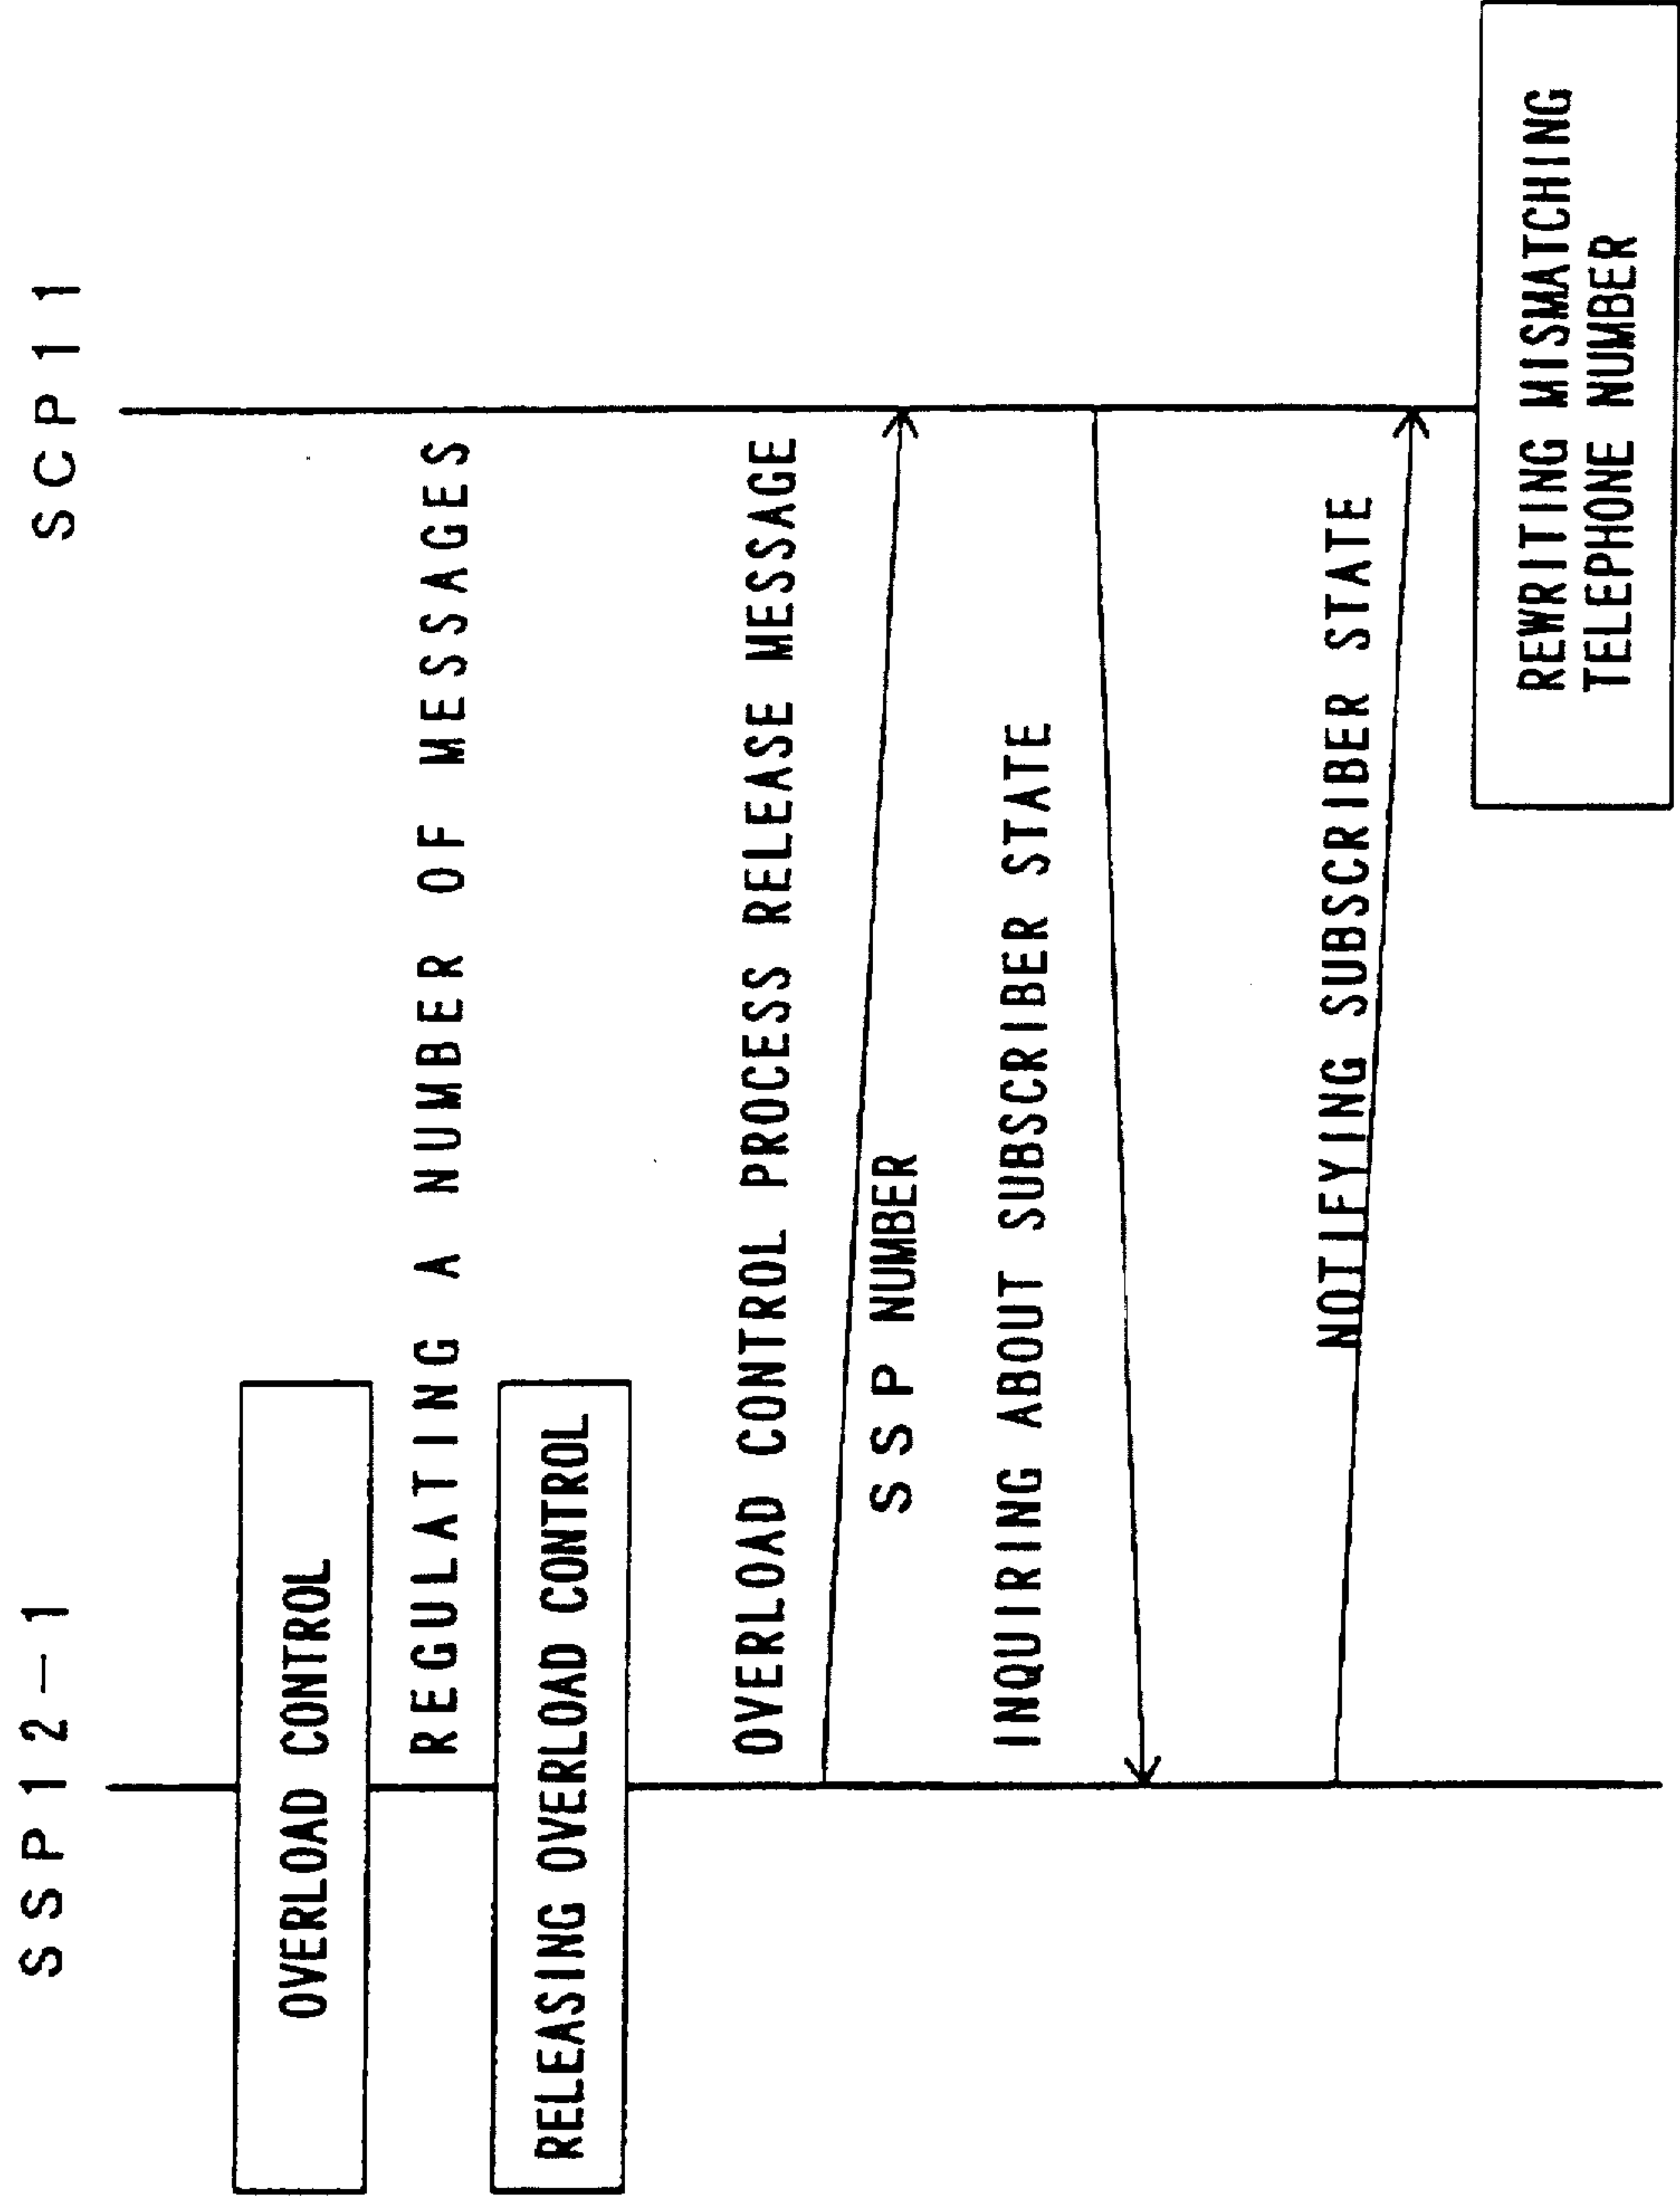 SSP12-1
SCP11
OVERLOAD CONTROL
REGULATING A NUMBER OF MESSAGES
RELEASING OVERLOAD CONTROL
OVERLOAD CONTROL PROCESS RELEASE MESSAGE
SSP NUMBER
INQUIRING ABOUT SUBSCRIBER STATE
NOTIFYING SUBSCRIBER STATE
REWRITING MISMATCHING
TELEPHONE NUMBER